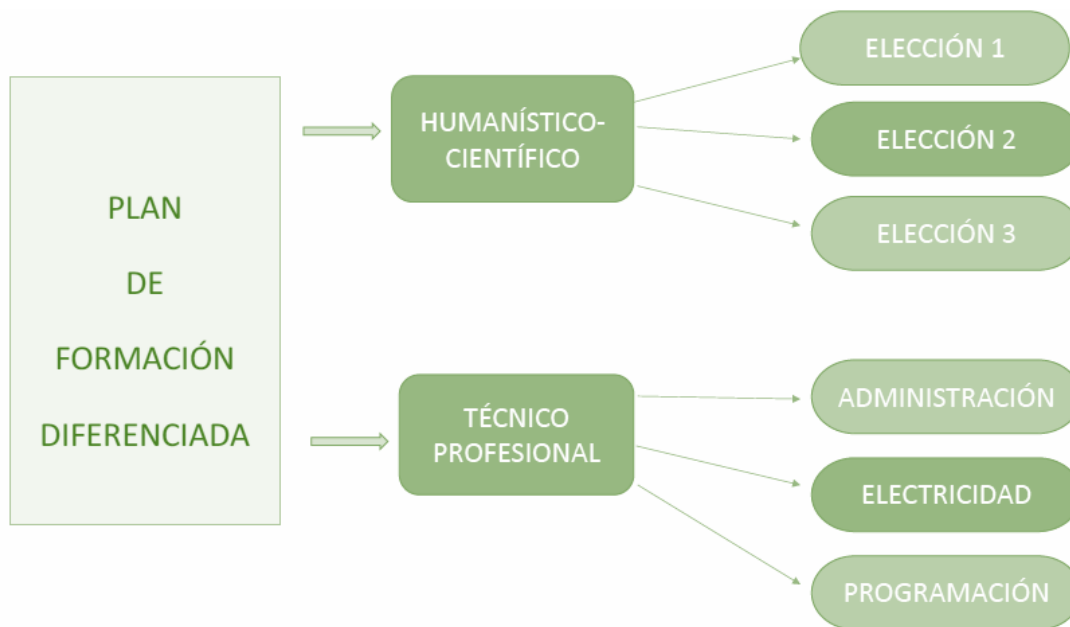 PLAN
DE
FORMACIÓN
DIFERENCIADA
HUMANÍSTICO-
CIENTÍFICO
ELECCIÓN 1
ELECCIÓN 2
ELECCIÓN 3
TÉCNICO
PROFESIONAL
ADMINISTRACIÓN
ELECTRICIDAD
PROGRAMACIÓN